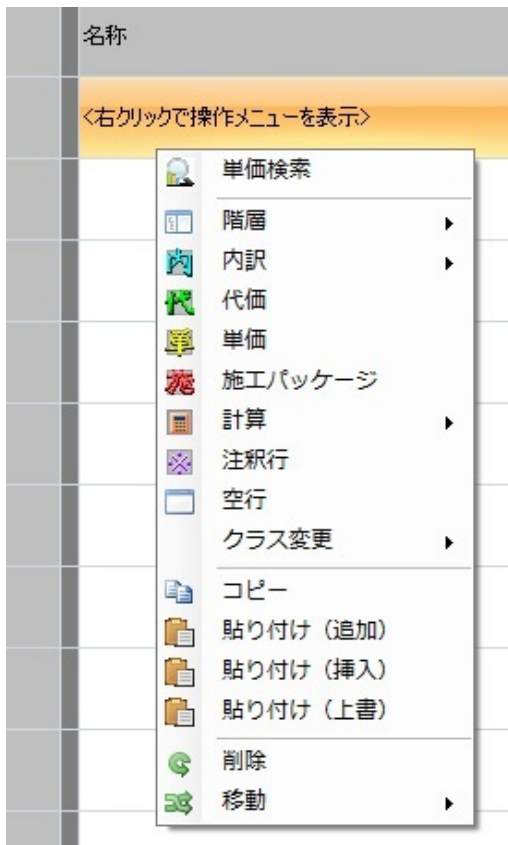 名称
<右クリックで操作メニューを表示>
単価検索
階層
内訳
代価
単価
施工パッケージ
計算
注釈行
空行
クラス変更
コピー
貼り付け（追加）
貼り付け（挿入）
貼り付け（上書）
削除
移動